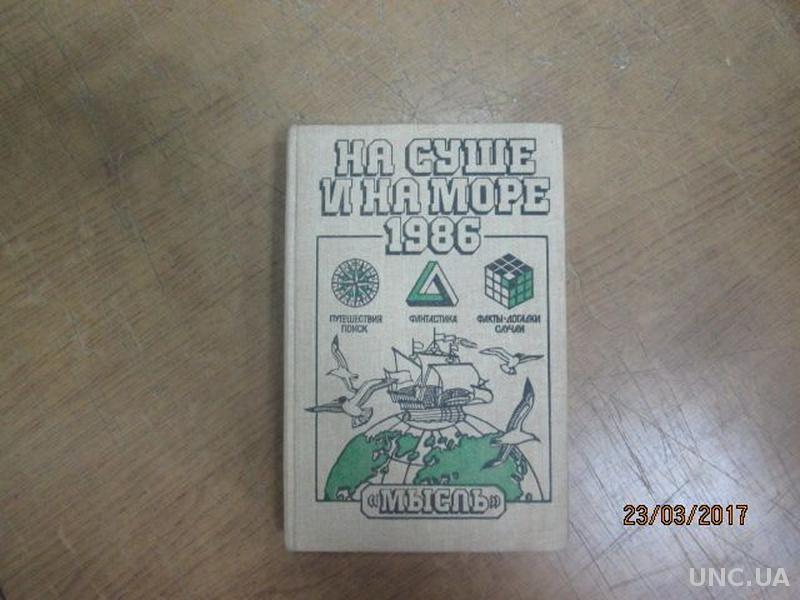 НА СУШЕ
И НА МОРЕ
1986
ПУТЕШЕСТВИЯ
ПОИСК
ФАНТАСТИКА
ФАКТЫ·ДОГАДКИ
СЛУЧАИ
«МЫСЛЬ»
23/03/2017
UNC.UA